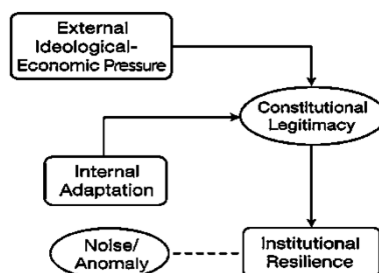 External
Ideological-
Economic Pressure
Constitutional
Legitimacy
Internal
Adaptation
Noise/
Anomaly
Institutional
Resilience